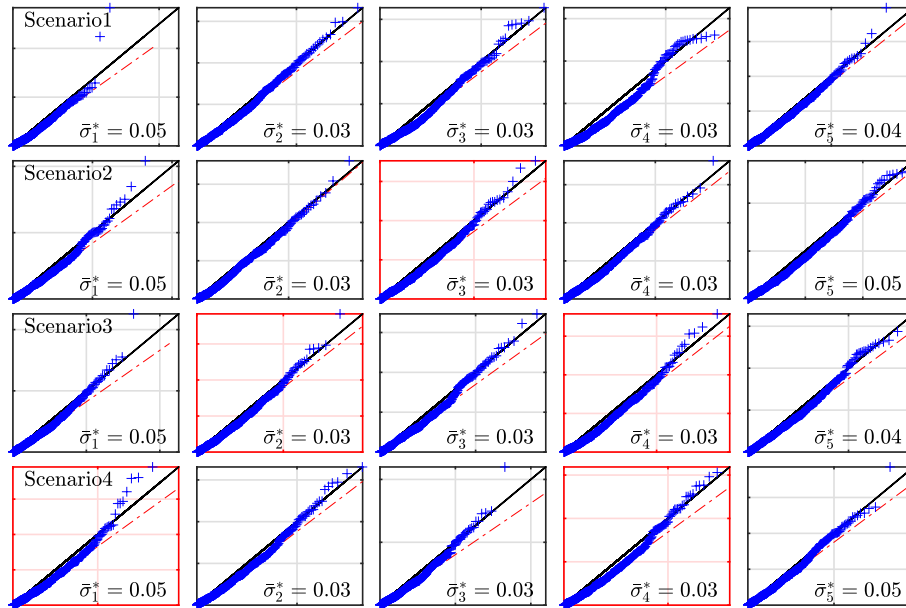 Scenario1
σ̄₁* = 0.05
σ̄₂* = 0.03
σ̄₃* = 0.03
σ̄₄* = 0.03
σ̄₅* = 0.04
Scenario2
σ̄₁* = 0.05
σ̄₂* = 0.03
σ̄₃* = 0.03
σ̄₄* = 0.03
σ̄₅* = 0.05
Scenario3
σ̄₁* = 0.05
σ̄₂* = 0.03
σ̄₃* = 0.03
σ̄₄* = 0.03
σ̄₅* = 0.04
Scenario4
σ̄₁* = 0.05
σ̄₂* = 0.03
σ̄₃* = 0.03
σ̄₄* = 0.03
σ̄₅* = 0.05